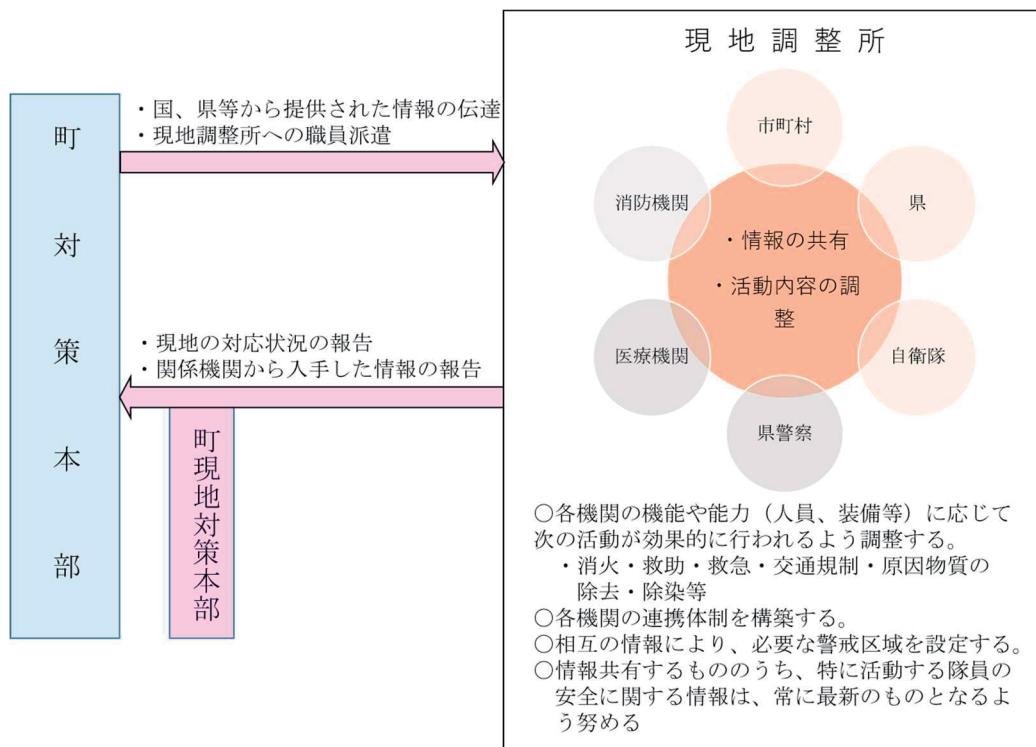 町対策本部
・国、県等から提供された情報の伝達
・現地調整所への職員派遣
・現地の対応状況の報告
・関係機関から入手した情報の報告
町現地対策本部
現地調整所
市町村
消防機関
県
・情報の共有
・活動内容の調
整
医療機関
自衛隊
県警察
〇各機関の機能や能力（人員、装備等）に応じて
次の活動が効果的に行われるよう調整する。
・消火・救助・救急・交通規制・原因物質の
除去・除染等
〇各機関の連携体制を構築する。
〇相互の情報により、必要な警戒区域を設定する。
〇情報共有するもののうち、特に活動する隊員の
安全に関する情報は、常に最新のものとなるよ
う努める